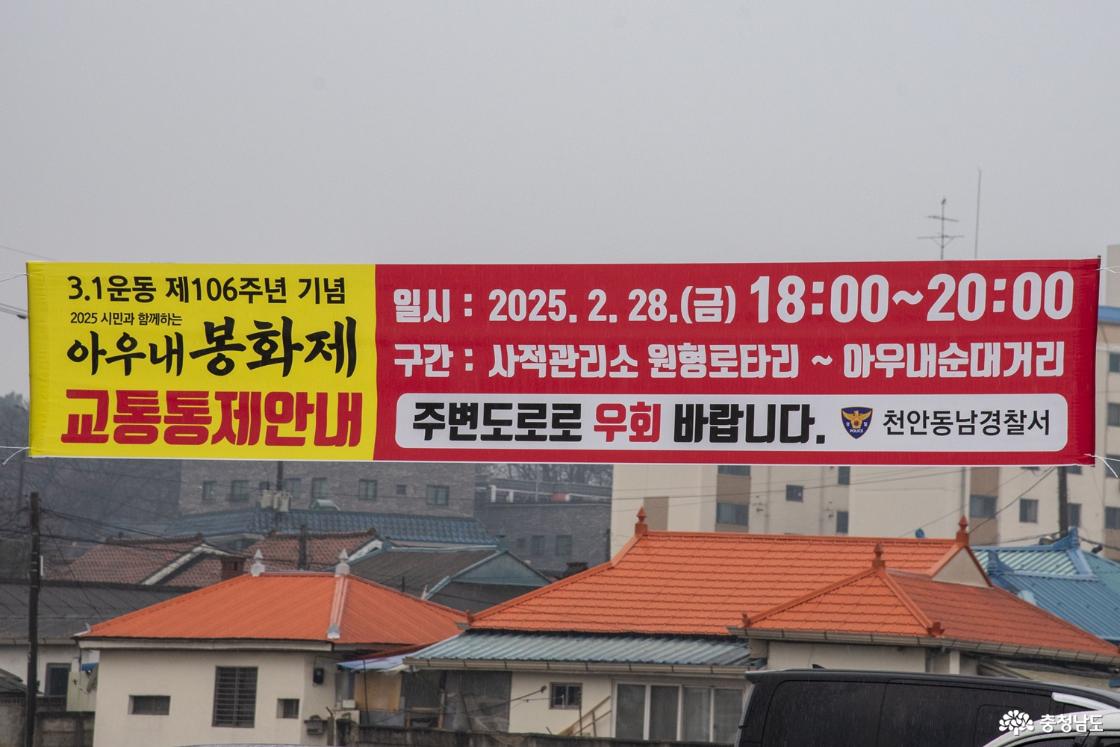 3.1운동 제106주년 기념
2025 시민과 함께하는
아우내 봉화제
교통통제안내
일시 : 2025. 2. 28.(금) 18:00~20:00
구간 : 사적관리소 원형로타리 ~ 아우내순대거리
주변도로로 우회 바랍니다.
POLICE
천안동남경찰서
충청남도